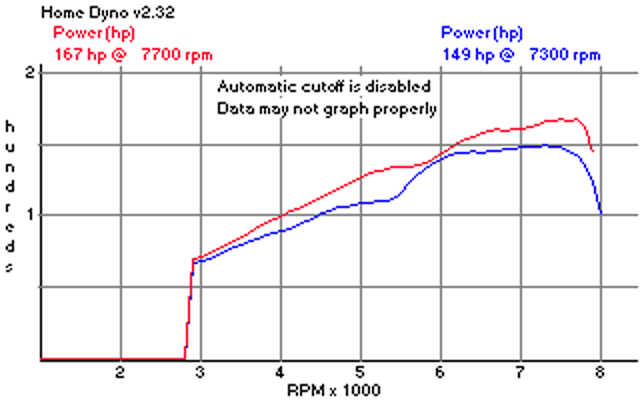 Home Dyno v2.32
Power (hp)
167 hp @ 7700 rpm
Power (hp)
149 hp @ 7300 rpm
Automatic cutoff is disabled
Data may not graph properly
2
1
hundreds
2 3 4 5 6 7 8
RPM x 1000